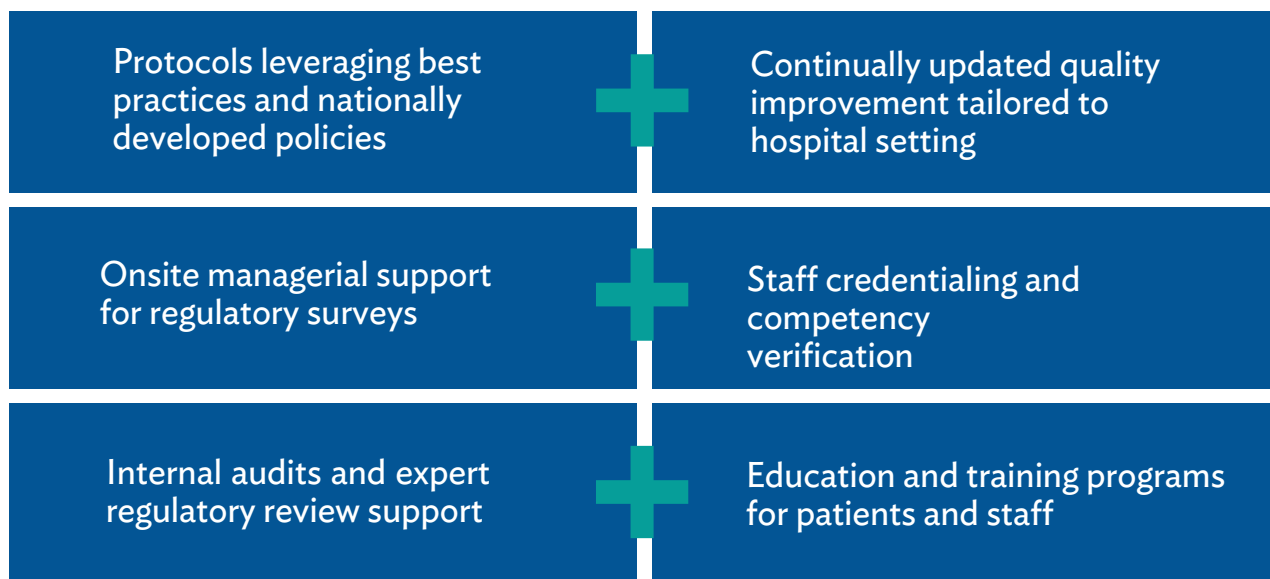 Protocols leveraging best
practices and nationally
developed policies
Continually updated quality
improvement tailored to
hospital setting
Onsite managerial support
for regulatory surveys
Staff credentialing and
competency
verification
Internal audits and expert
regulatory review support
Education and training programs
for patients and staff